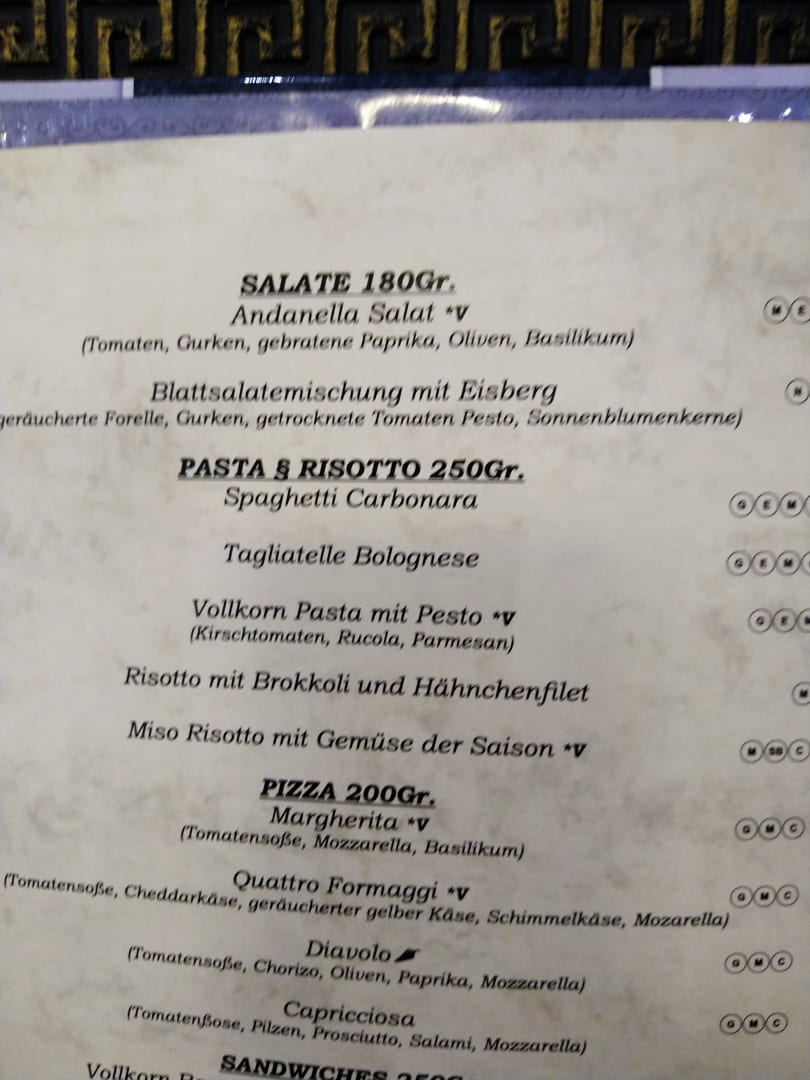 SALATE 180Gr.
Andanella Salat *V M E
(Tomaten, Gurken, gebratene Paprika, Oliven, Basilikum)
Blattsalatemischung mit Eisberg
geräucherte Forelle, Gurken, getrocknete Tomaten Pesto, Sonnenblumenkerne)
PASTA § RISOTTO 250Gr.
Spaghetti Carbonara G E M
Tagliatelle Bolognese G E M
Vollkorn Pasta mit Pesto *V G E M
(Kirschtomaten, Rucola, Parmesan)
Risotto mit Brokkoli und Hähnchenfilet M
Miso Risotto mit Gemüse der Saison *V M SB C
PIZZA 200Gr.
Margherita *V G M C
(Tomatensoße, Mozzarella, Basilikum)
Quattro Formaggi *V G M C
(Tomatensoße, Cheddarkäse, geräucherter gelber Käse, Schimmelkäse, Mozarella)
Diavolo G M C
(Tomatensoße, Chorizo, Oliven, Paprika, Mozzarella)
Capricciosa G M C
(Tomatenßose, Pilzen, Prosciutto, Salami, Mozzarella)
SANDWICHES
Vollkorn